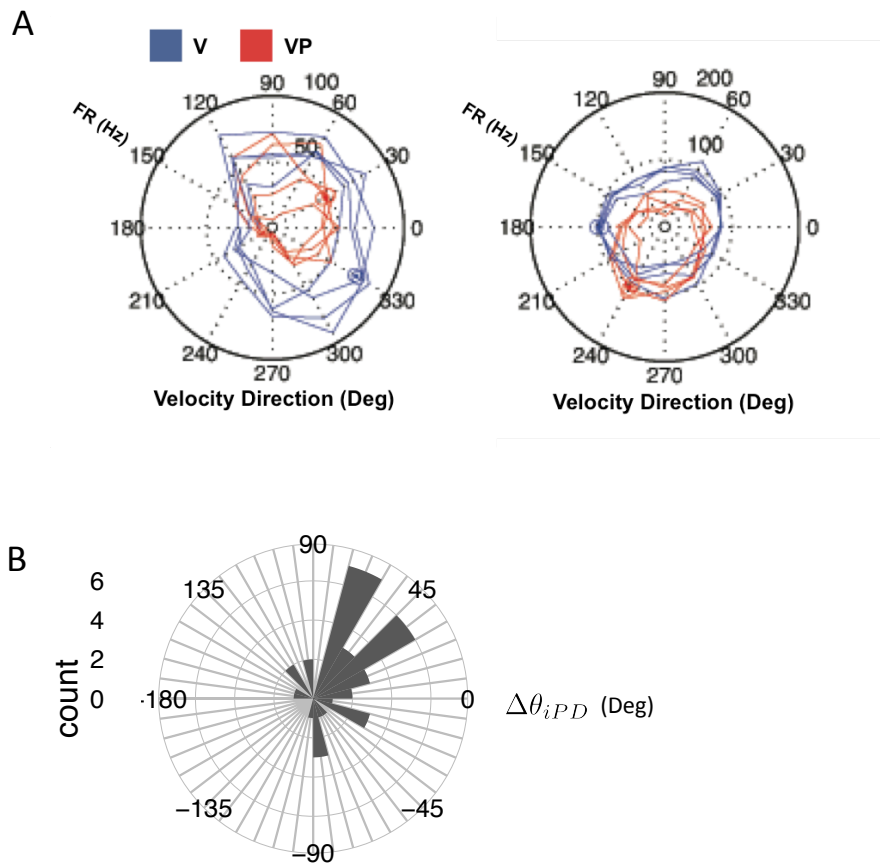 A
V VP
FR (Hz)
90 100
120 60
50
150 30
180 0
210 330
240 300
270
Velocity Direction (Deg)
FR (Hz)
90 200
120 60
100
150 30
180 0
210 330
240 300
270
Velocity Direction (Deg)
B
count
6
4
2
0
90
135 45
-180 0
−135 −45
−90
Δθ_{iPD} (Deg)